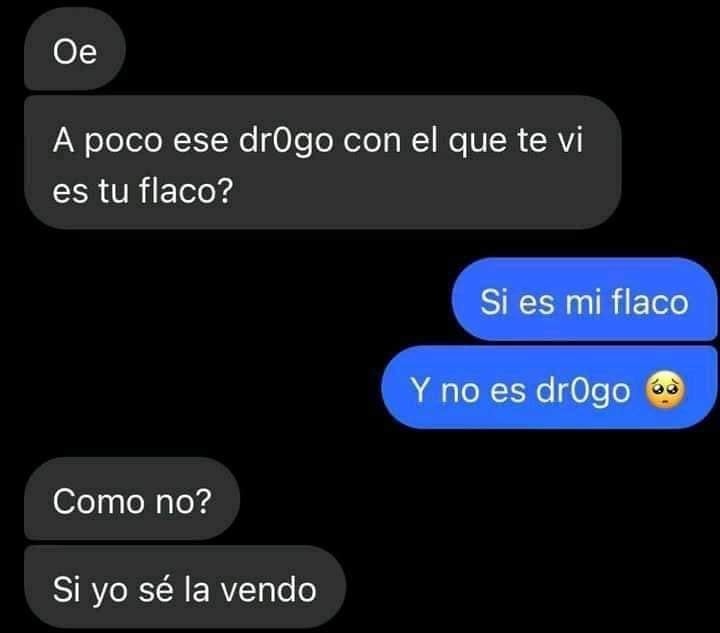 Oe
A poco ese dr0go con el que te vi
es tu flaco?
Si es mi flaco
Y no es dr0go 🥺
Como no?
Si yo sé la vendo